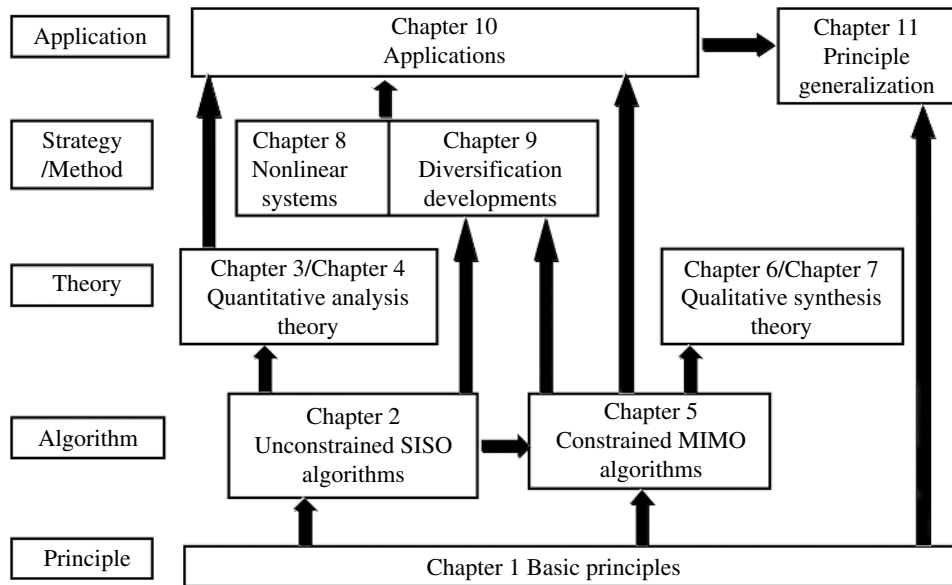 Application
Chapter 10
Applications
Chapter 11
Principle
generalization
Strategy
/Method
Chapter 8
Nonlinear
systems
Chapter 9
Diversification
developments
Theory
Chapter 3/Chapter 4
Quantitative analysis
theory
Chapter 6/Chapter 7
Qualitative synthesis
theory
Algorithm
Chapter 2
Unconstrained SISO
algorithms
Chapter 5
Constrained MIMO
algorithms
Principle
Chapter 1 Basic principles